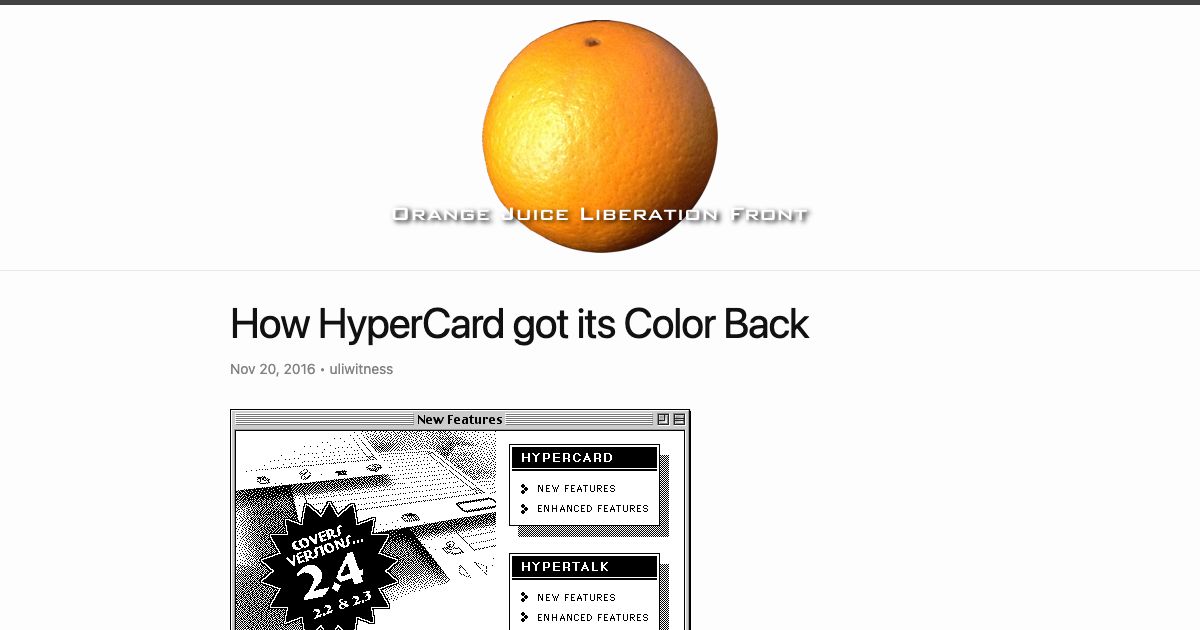 Orange Juice Liberation Front
How HyperCard got its Color Back
Nov 20, 2016 • uliwitness
New Features
COVERS
VERSIONS...
2.4
2.2 & 2.3
HYPERCARD
NEW FEATURES
ENHANCED FEATURES
HYPERTALK
NEW FEATURES
ENHANCED FEATURES